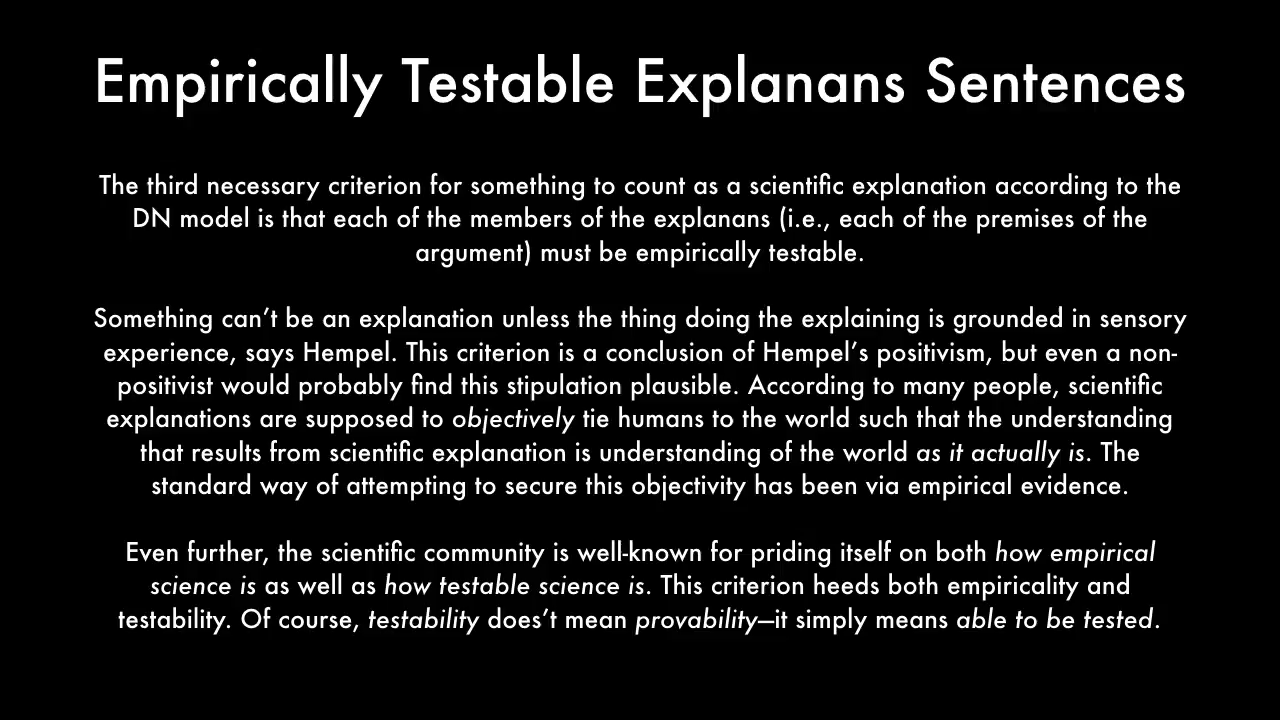 Empirically Testable Explanans Sentences
The third necessary criterion for something to count as a scientific explanation according to the
DN model is that each of the members of the explanans (i.e., each of the premises of the
argument) must be empirically testable.
Something can’t be an explanation unless the thing doing the explaining is grounded in sensory
experience, says Hempel. This criterion is a conclusion of Hempel’s positivism, but even a non-
positivist would probably find this stipulation plausible. According to many people, scientific
explanations are supposed to objectively tie humans to the world such that the understanding
that results from scientific explanation is understanding of the world as it actually is. The
standard way of attempting to secure this objectivity has been via empirical evidence.
Even further, the scientific community is well-known for priding itself on both how empirical
science is as well as how testable science is. This criterion heeds both empiricality and
testability. Of course, testability does’t mean provability—it simply means able to be tested.